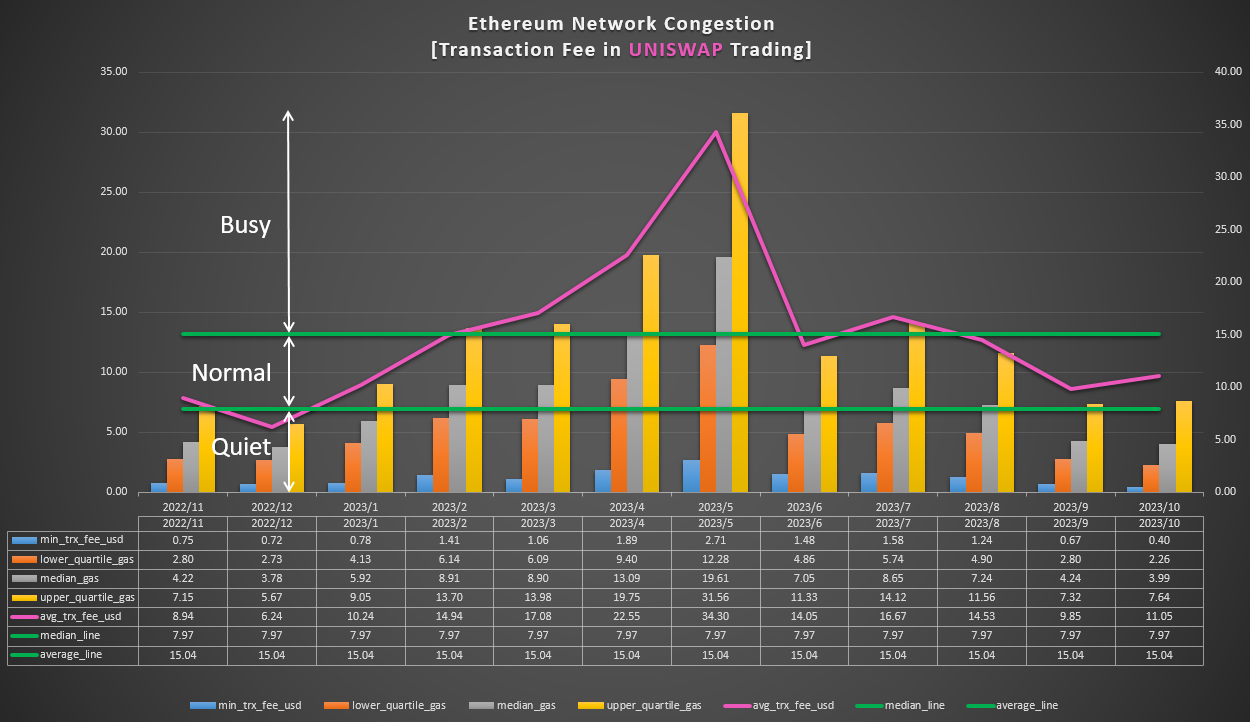 Ethereum Network Congestion
[Transaction Fee in UNISWAP Trading]
35.00 40.00
30.00 35.00
25.00 30.00
20.00 25.00
15.00 20.00
10.00 15.00
5.00 10.00
0.00 5.00
0.00
Busy
Normal
Quiet
2022/11 2022/12 2023/1 2023/2 2023/3 2023/4 2023/5 2023/6 2023/7 2023/8 2023/9 2023/10
2022/11 2022/12 2023/1 2023/2 2023/3 2023/4 2023/5 2023/6 2023/7 2023/8 2023/9 2023/10
min_trx_fee_usd 0.75 0.72 0.78 1.41 1.06 1.89 2.71 1.48 1.58 1.24 0.67 0.40
lower_quartile_gas 2.80 2.73 4.13 6.14 6.09 9.40 12.28 4.86 5.74 4.90 2.80 2.26
median_gas 4.22 3.78 5.92 8.91 8.90 13.09 19.61 7.05 8.65 7.24 4.24 3.99
upper_quartile_gas 7.15 5.67 9.05 13.70 13.98 19.75 31.56 11.33 14.12 11.56 7.32 7.64
avg_trx_fee_usd 8.94 6.24 10.24 14.94 17.08 22.55 34.30 14.05 16.67 14.53 9.85 11.05
median_line 7.97 7.97 7.97 7.97 7.97 7.97 7.97 7.97 7.97 7.97 7.97 7.97
average_line 15.04 15.04 15.04 15.04 15.04 15.04 15.04 15.04 15.04 15.04 15.04 15.04
min_trx_fee_usd lower_quartile_gas median_gas upper_quartile_gas avg_trx_fee_usd median_line average_line